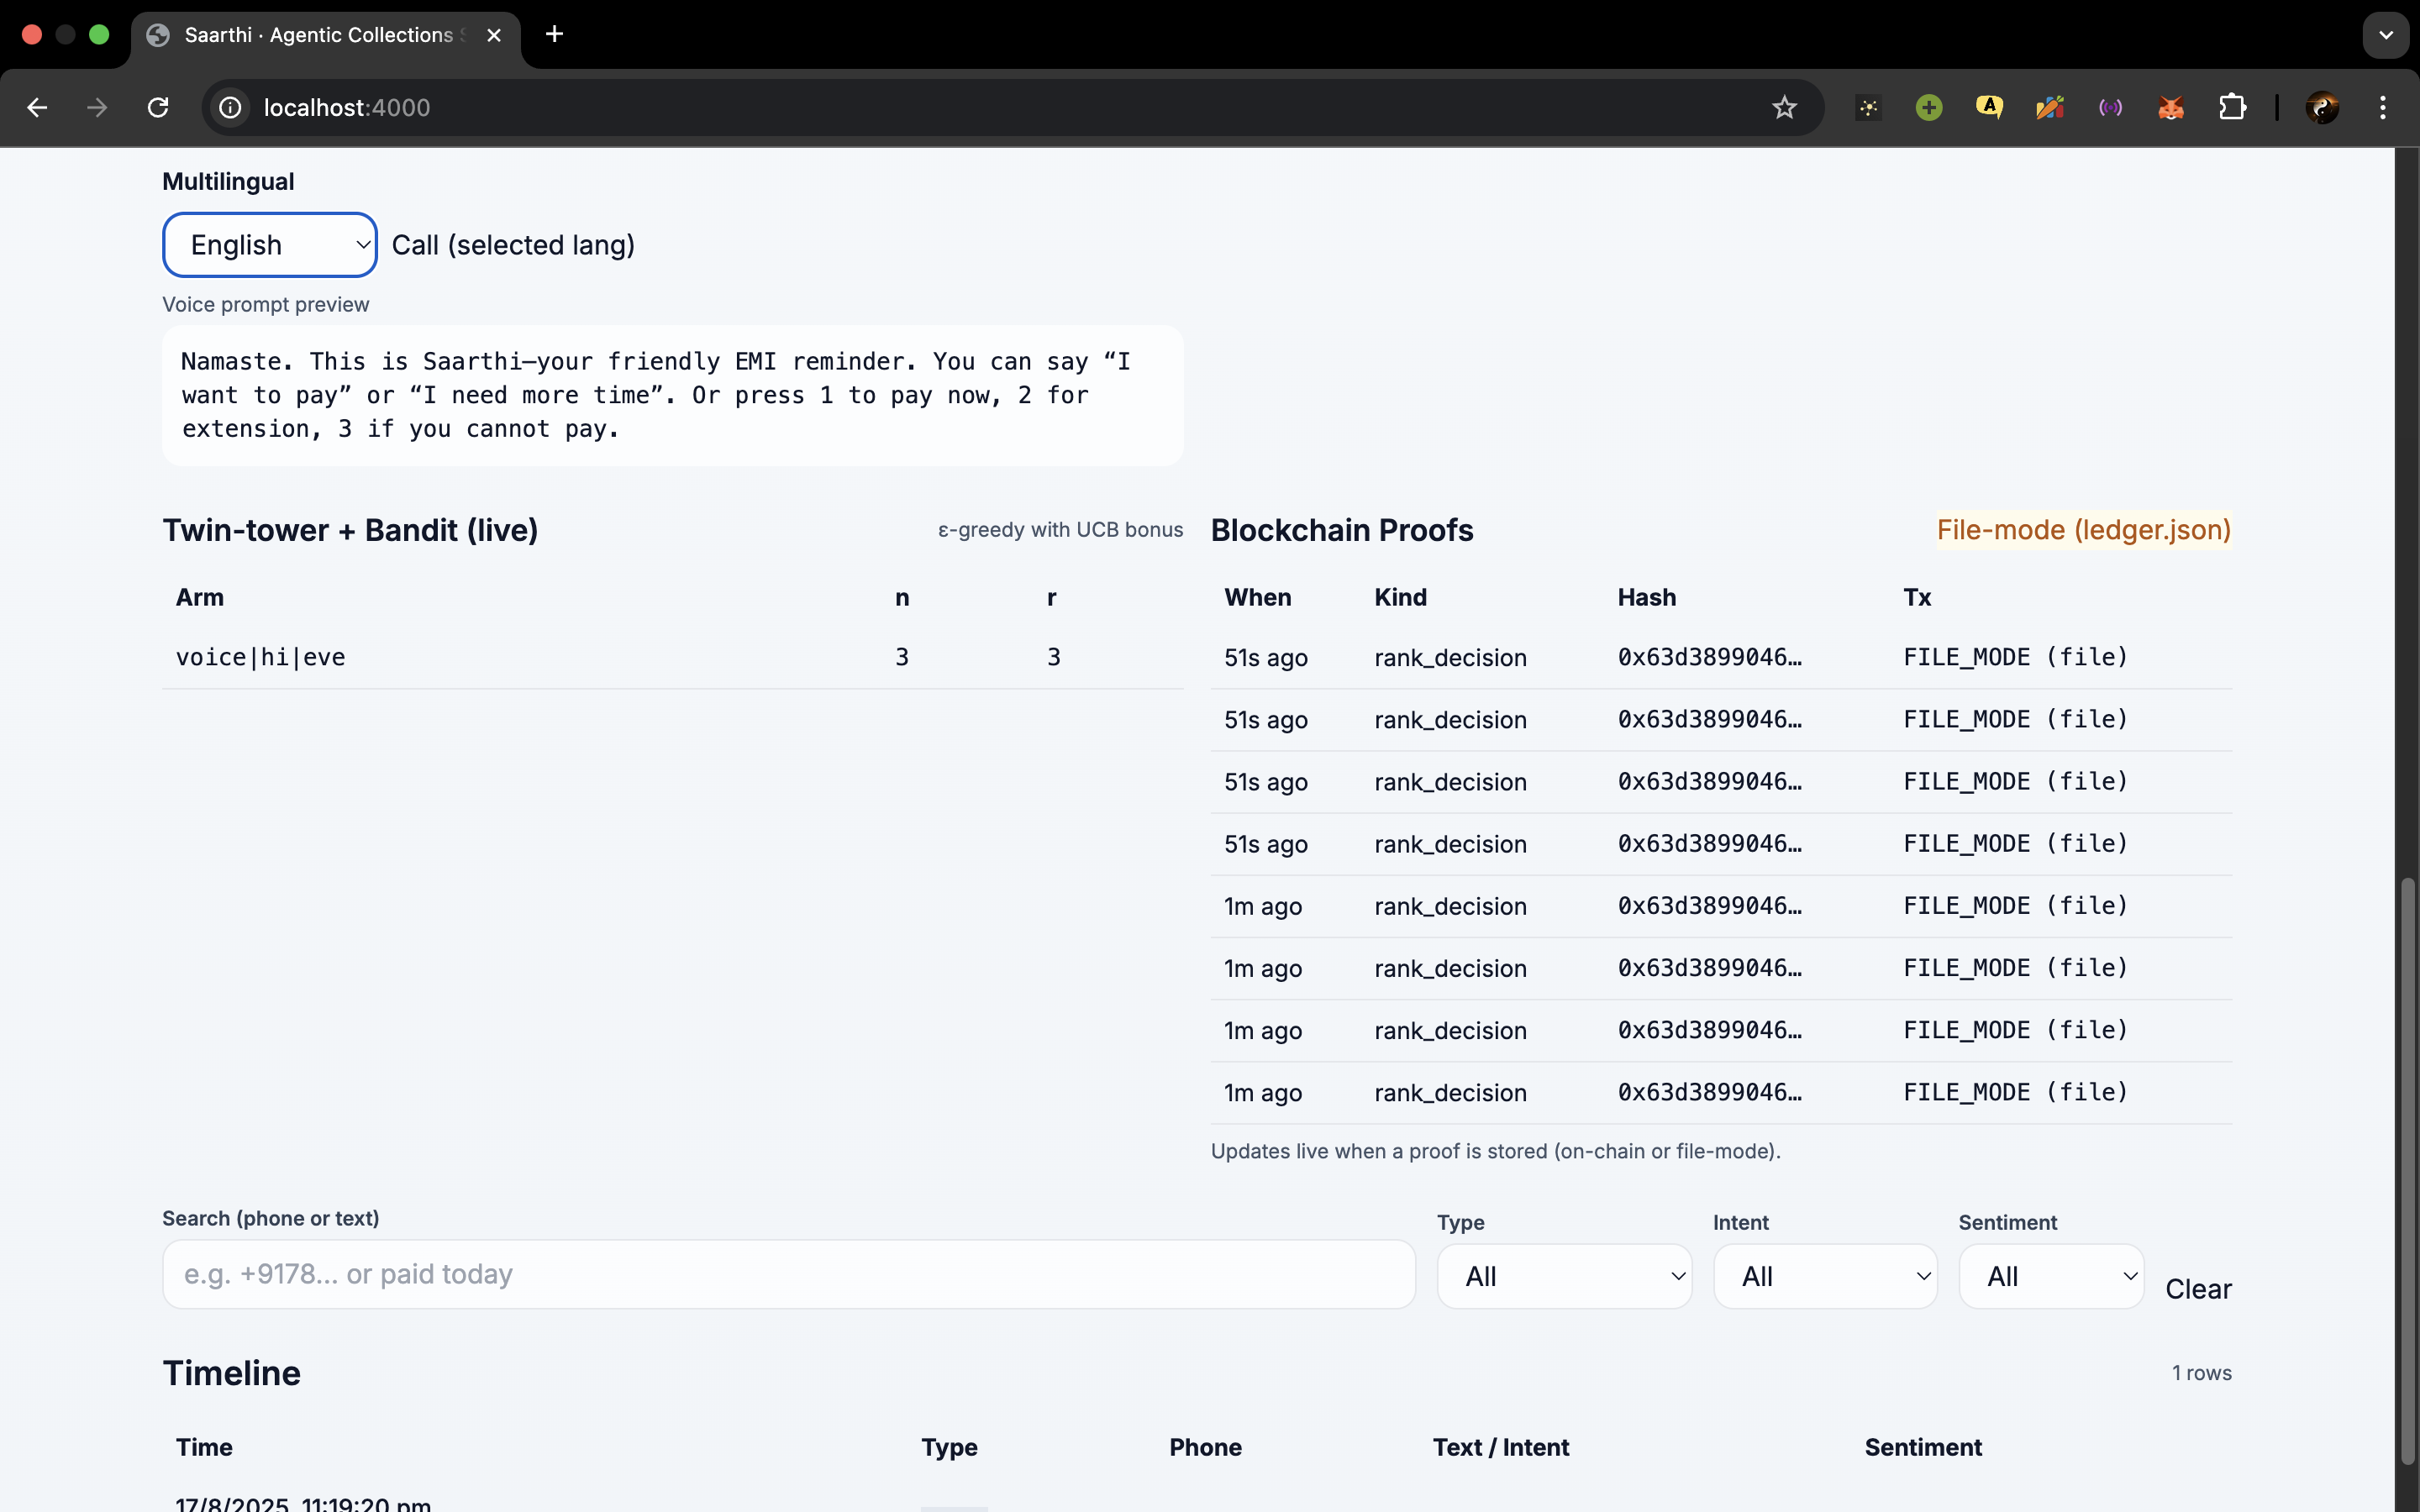 Saarthi · Agentic Collections
localhost:4000
Multilingual
English
Call (selected lang)
Voice prompt preview
Namaste. This is Saarthi—your friendly EMI reminder. You can say “I
want to pay” or “I need more time”. Or press 1 to pay now, 2 for
extension, 3 if you cannot pay.
Twin-tower + Bandit (live)
ε-greedy with UCB bonus
Arm n r
voice|hi|eve 3 3
Blockchain Proofs
File-mode (ledger.json)
When Kind Hash Tx
51s ago rank_decision 0x63d3899046… FILE_MODE (file)
51s ago rank_decision 0x63d3899046… FILE_MODE (file)
51s ago rank_decision 0x63d3899046… FILE_MODE (file)
51s ago rank_decision 0x63d3899046… FILE_MODE (file)
1m ago rank_decision 0x63d3899046… FILE_MODE (file)
1m ago rank_decision 0x63d3899046… FILE_MODE (file)
1m ago rank_decision 0x63d3899046… FILE_MODE (file)
1m ago rank_decision 0x63d3899046… FILE_MODE (file)
Updates live when a proof is stored (on-chain or file-mode).
Search (phone or text)
e.g. +9178... or paid today
Type
All
Intent
All
Sentiment
All
Clear
Timeline
1 rows
Time Type Phone Text / Intent Sentiment
17/8/2025, 11:19:20 pm